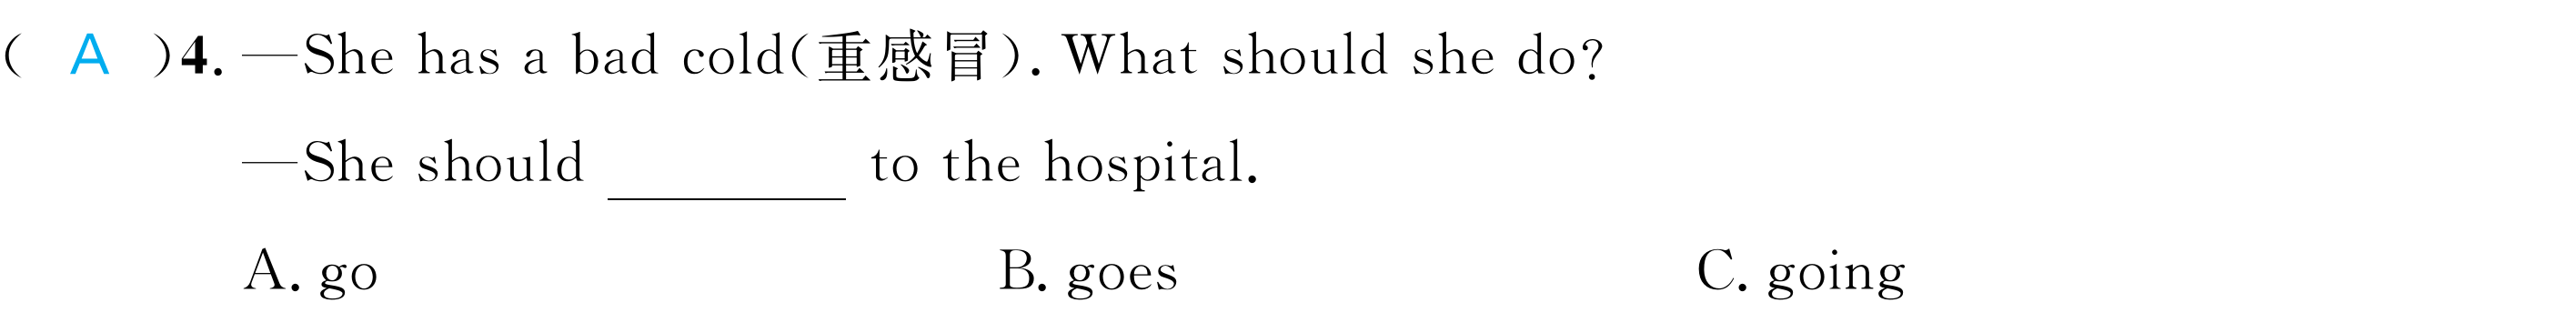 ( A )4. —She has a bad cold(重感冒). What should she do?
—She should ________ to the hospital.
A. go B. goes C. going